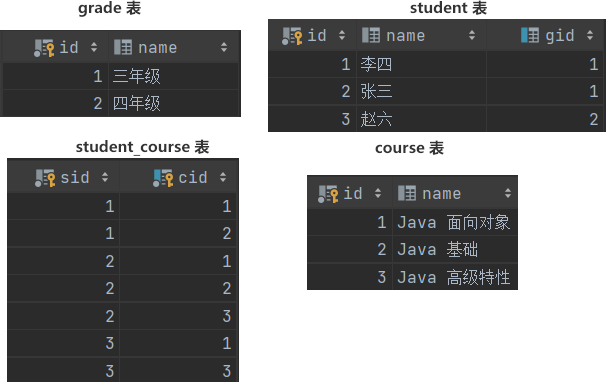 grade 表
id name
1 三年级
2 四年级
student 表
id name gid
1 李四 1
2 张三 1
3 赵六 2
student_course 表
sid cid
1 1
1 2
2 1
2 2
2 3
3 1
3 3
course 表
id name
1 Java 面向对象
2 Java 基础
3 Java 高级特性